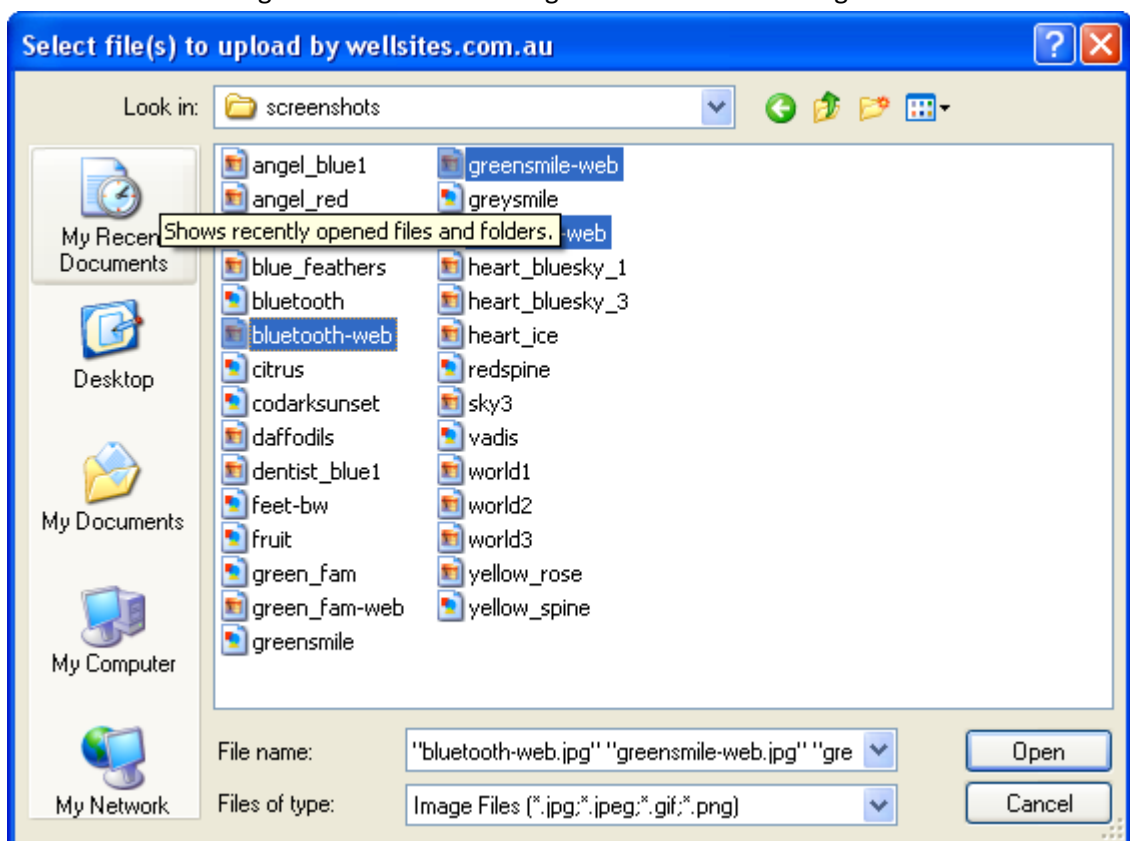 Select file(s) to upload by wellsites.com.au
Look in: screenshots
My Recen
Documents
Desktop
My Documents
My Computer
My Network
angel_blue1
angel_red
Shows recently opened files and folders.
blue_feathers
bluetooth
bluetooth-web
citrus
codarksunset
daffodils
dentist_blue1
feet-bw
fruit
green_fam
green_fam-web
greensmile
greensmile-web
greysmile
-web
heart_bluesky_1
heart_bluesky_3
heart_ice
redspine
sky3
vadis
world1
world2
world3
yellow_rose
yellow_spine
File name: "bluetooth-web.jpg" "greensmile-web.jpg" "gre
Open
Files of type: Image Files (*.jpg;*.jpeg;*.gif;*.png)
Cancel